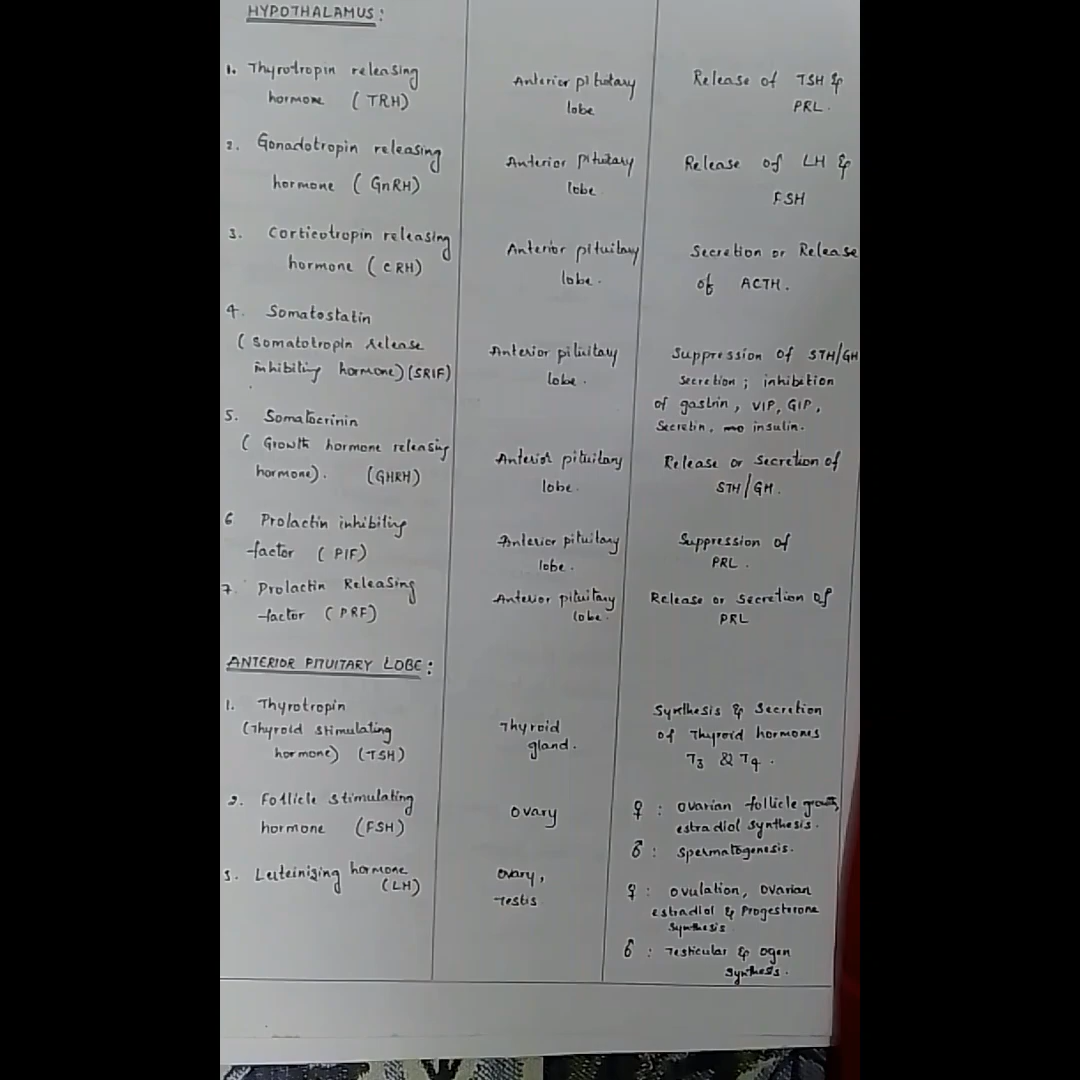 HYPOTHALAMUS:
1. Thyrotropin releasing
hormone (TRH)
Anterior pituitary
lobe
Release of TSH &
PRL.
2. Gonadotropin releasing
hormone (GnRH)
Anterior pituitary
lobe
Release of LH &
FSH
3. Corticotropin releasing
hormone (CRH)
Anterior pituitary
lobe.
Secretion or Release
of ACTH.
4. Somatostatin
(Somatotropin release
inhibiting hormone) (SRIF)
Anterior pituitary
lobe.
Suppression of STH/GH
secretion; inhibition
of gastrin, VIP, GIP,
Secretin, insulin.
5. Somatocrinin
(Growth hormone releasing
hormone). (GHRH)
Anterior pituitary
lobe.
Release or secretion of
STH/GH.
6 Prolactin inhibiting
factor (PIF)
Anterior pituitary
lobe.
Suppression of
PRL.
7. Prolactin Releasing
factor (PRF)
Anterior pituitary
lobe.
Release or secretion of
PRL
ANTERIOR PITUITARY LOBE:
1. Thyrotropin
(Thyroid stimulating
hormone) (TSH)
Thyroid
gland.
Synthesis & secretion
of Thyroid hormones
T3 & T4.
2. Follicle stimulating
hormone (FSH)
Ovary
♀: Ovarian follicle growth,
estradiol synthesis.
♂: Spermatogenesis.
3. Luteinizing hormone
(LH)
Ovary,
Testis
♀: Ovulation, Ovarian
estradiol & Progesterone
Synthesis
♂: Testicular & ogen
Synthesis.